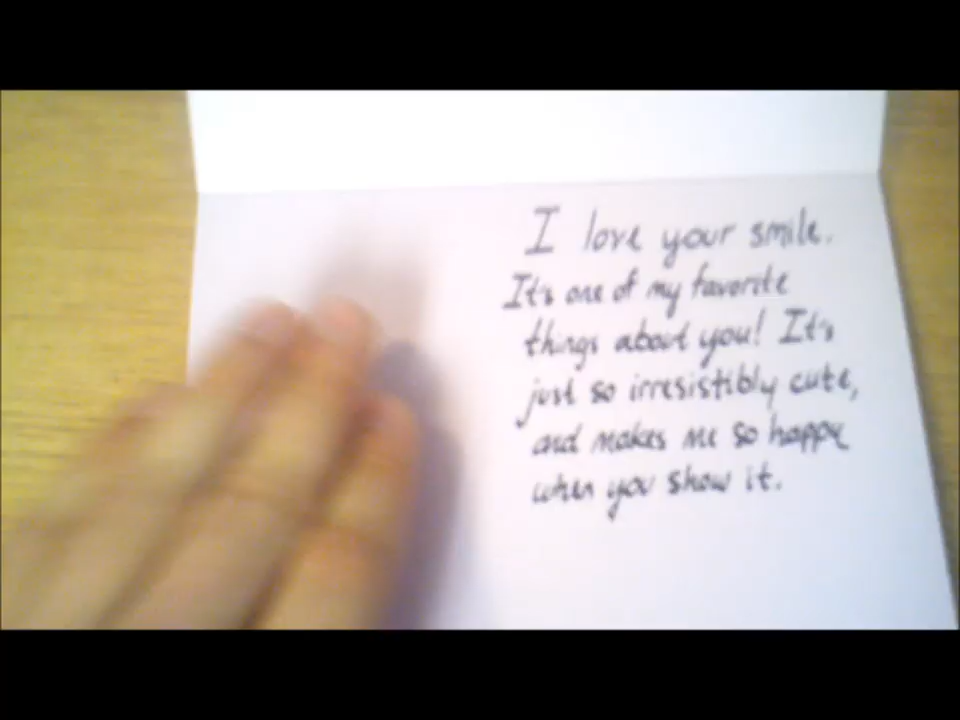 I love your smile.
It's one of my favorite
things about you! It's
just so irresistibly cute,
and makes me so happy
when you show it.